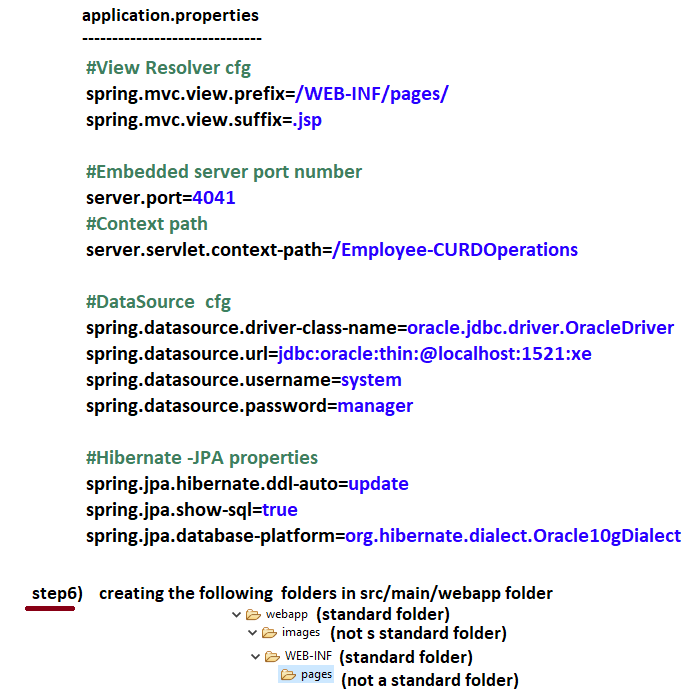 application.properties
------------------------------
#View Resolver cfg
spring.mvc.view.prefix=/WEB-INF/pages/
spring.mvc.view.suffix=.jsp
#Embedded server port number
server.port=4041
#Context path
server.servlet.context-path=/Employee-CURDOperations
#DataSource  cfg
spring.datasource.driver-class-name=oracle.jdbc.driver.OracleDriver
spring.datasource.url=jdbc:oracle:thin:@localhost:1521:xe
spring.datasource.username=system
spring.datasource.password=manager
#Hibernate -JPA properties
spring.jpa.hibernate.ddl-auto=update
spring.jpa.show-sql=true
spring.jpa.database-platform=org.hibernate.dialect.Oracle10gDialect
step6)   creating the following  folders in src/main/webapp folder
webapp (standard folder)
images (not s standard folder)
WEB-INF (standard folder)
pages (not a standard folder)